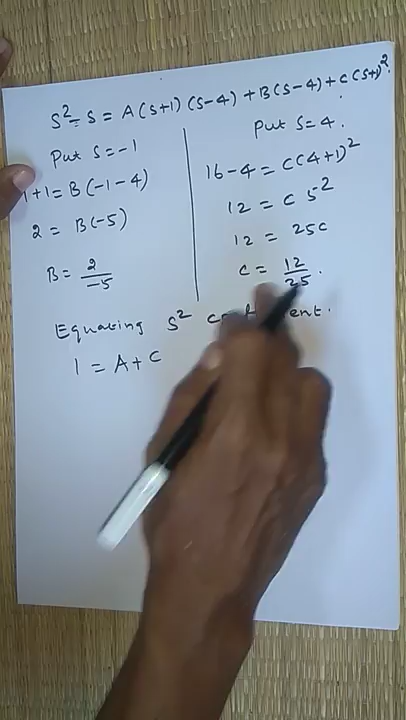 S² - S = A(S+1)(S-4) + B(S-4) + C(S+1)²
Put S = -1
1+1 = B(-1-4)
2 = B(-5)
B = 2/-5
Put S = 4.
16-4 = C(4+1)²
12 = C 5²
12 = 25C
C = 12/25.
Equating S²
1 = A + C